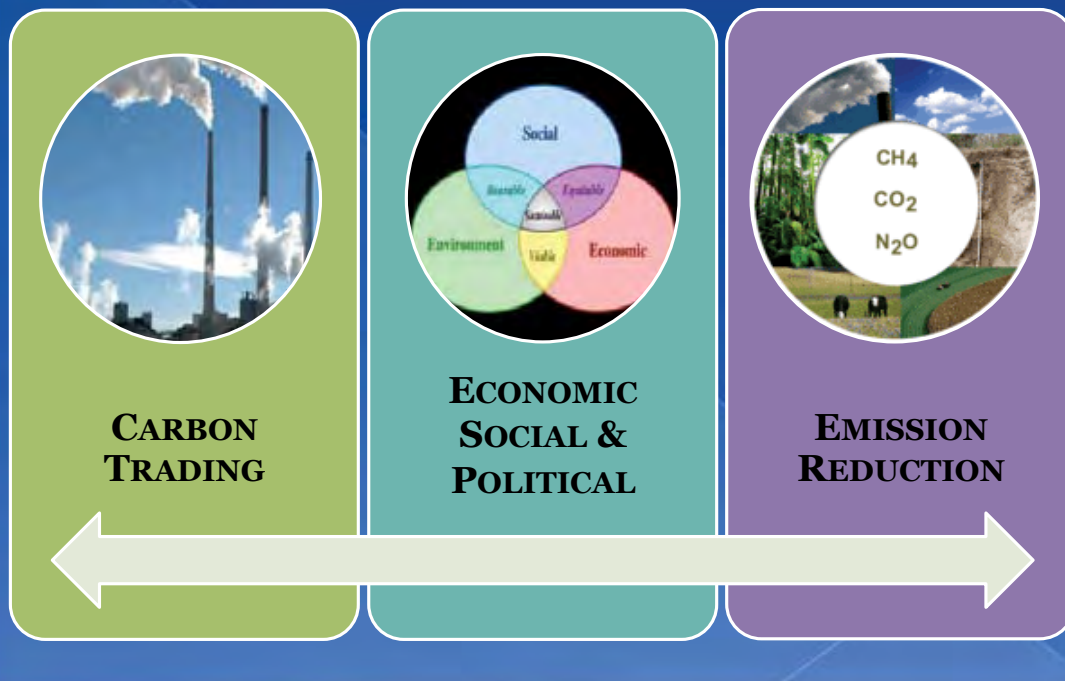 CARBON
TRADING
Social
Bearable
Equitable
Sustainable
Environment
Viable
Economic
ECONOMIC
SOCIAL &
POLITICAL
CH4
CO2
N2O
EMISSION
REDUCTION